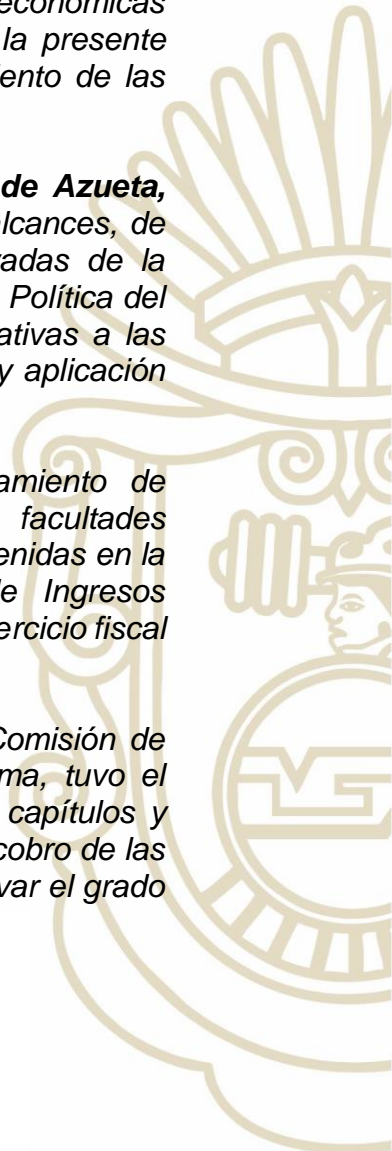 económicas
la presente
iento de las
de Azueta,
alcances, de
adas de la
Política del
ativas a las
y aplicación
amiento de
facultades
enidas en la
e Ingresos
ercicio fiscal
Comisión de
ma, tuvo el
capítulos y
cobro de las
var el grado